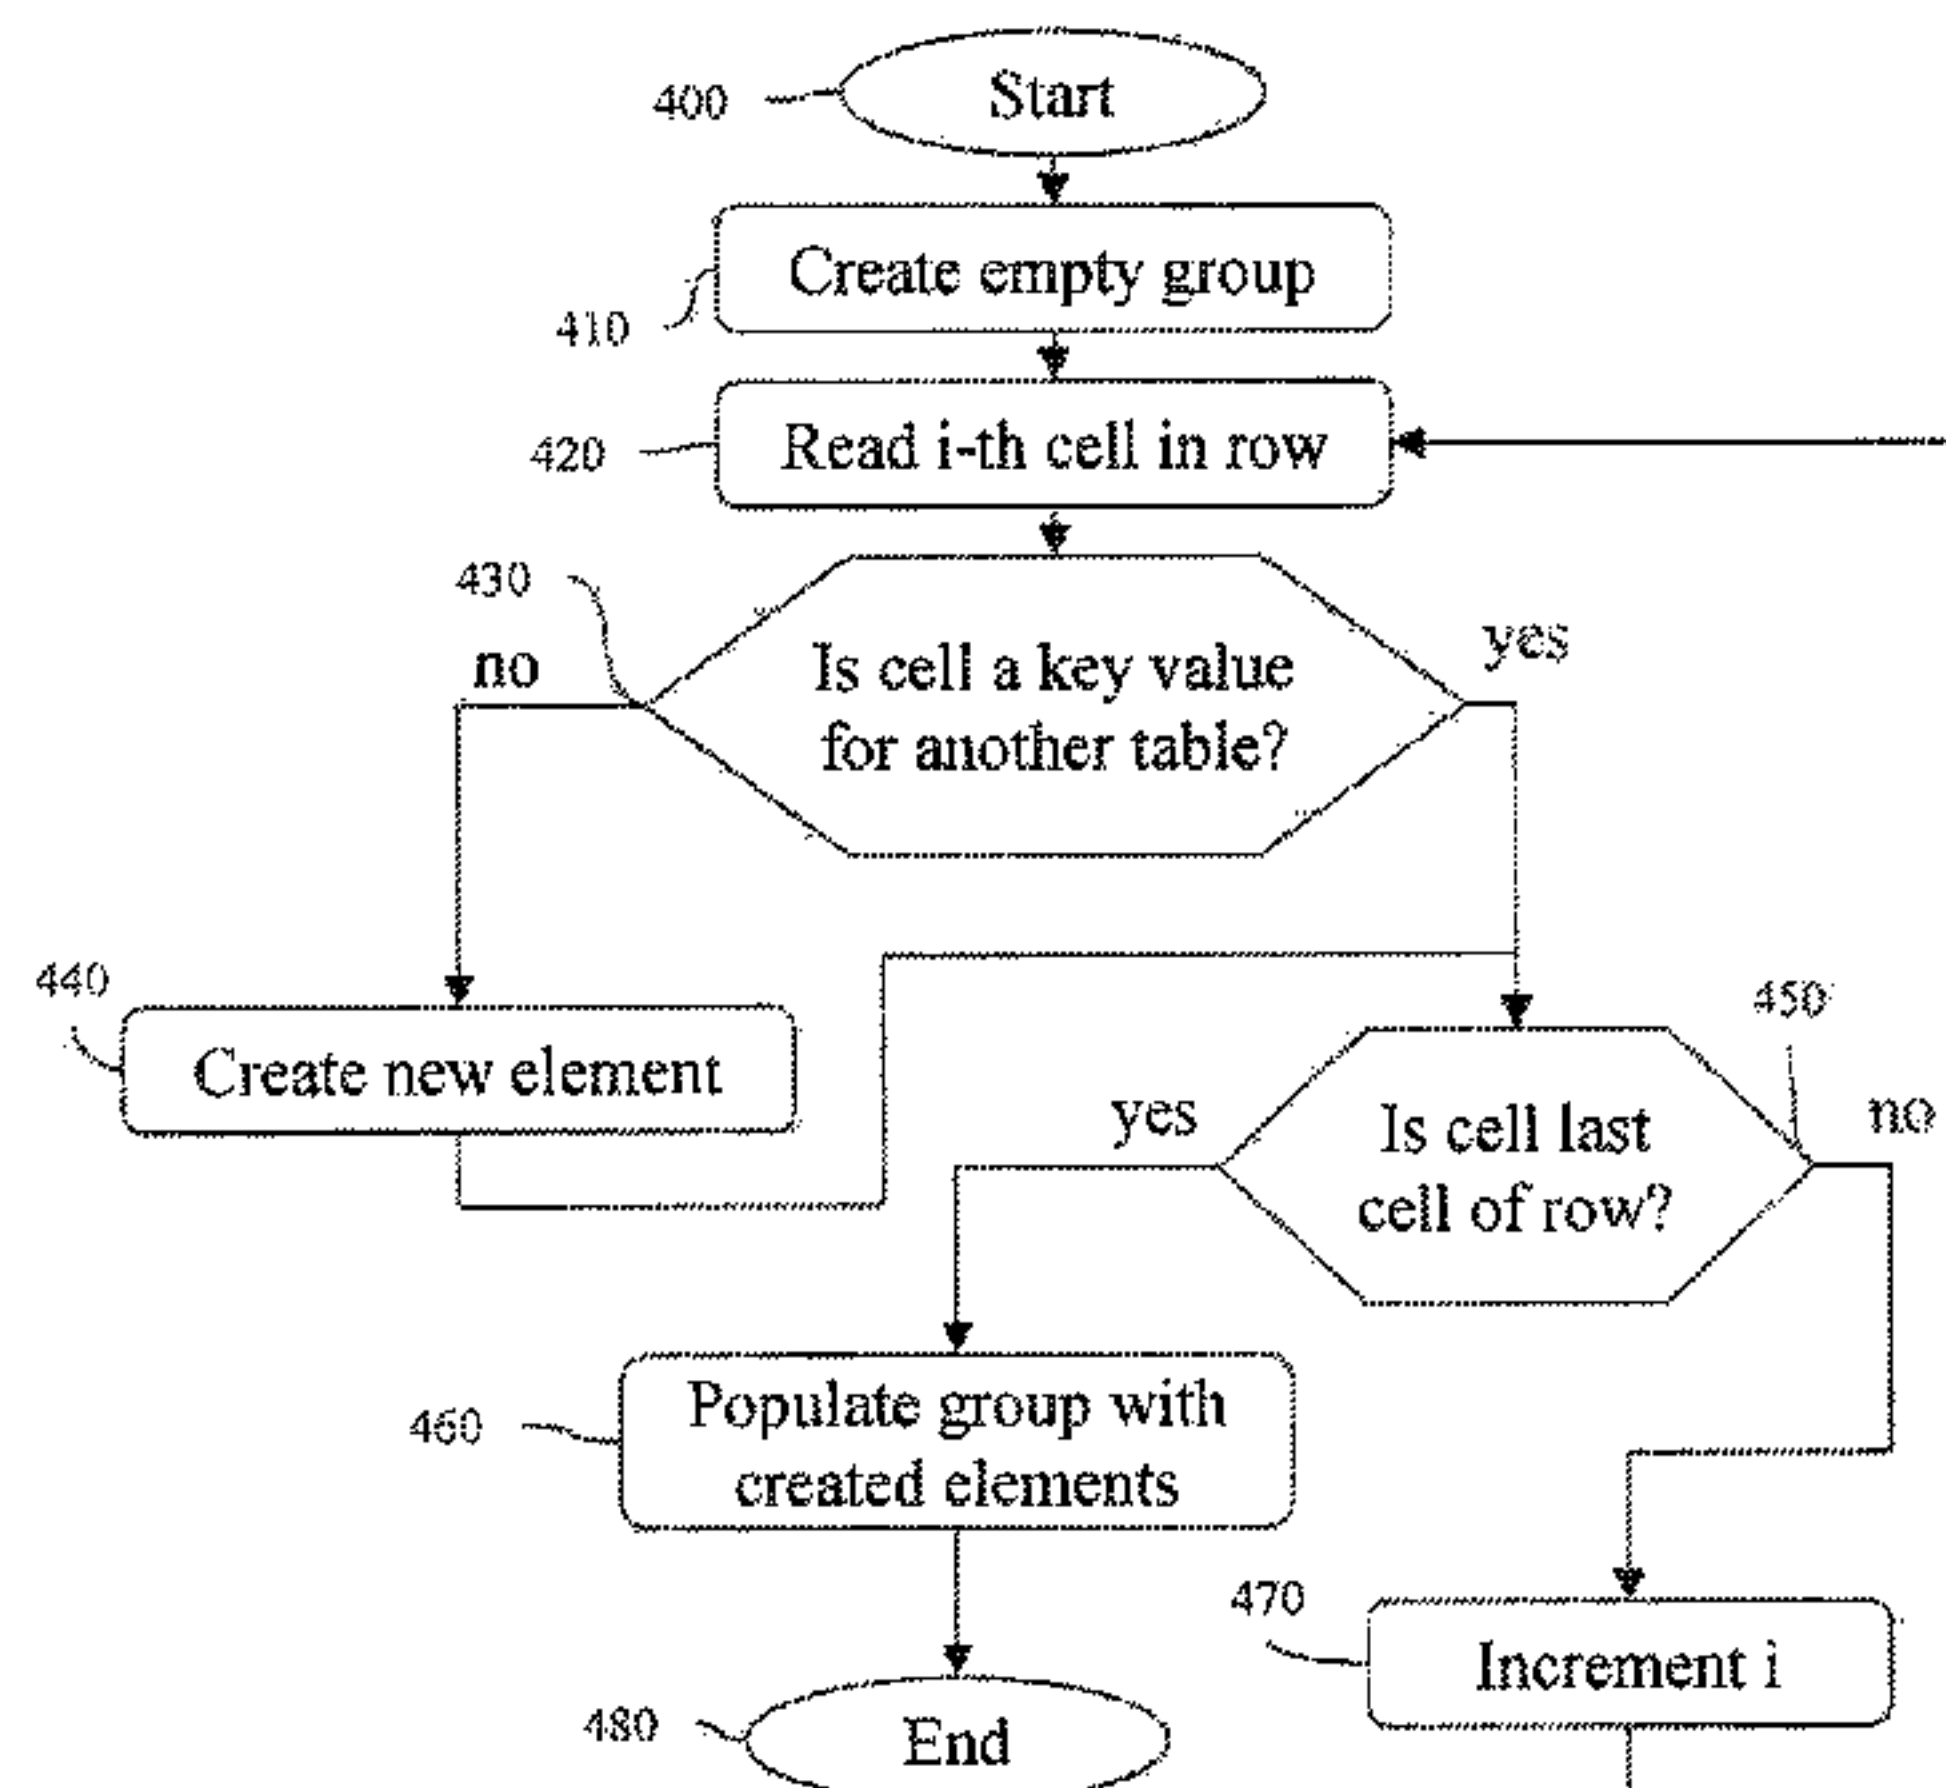 400
Start
Create empty group
410
Read i-th cell in row
420
430
no
yes
Is cell a key value
for another table?
440
Create new element
450
yes
no
Is cell last
cell of row?
460
Populate group with
created elements
470
Increment i
480
End